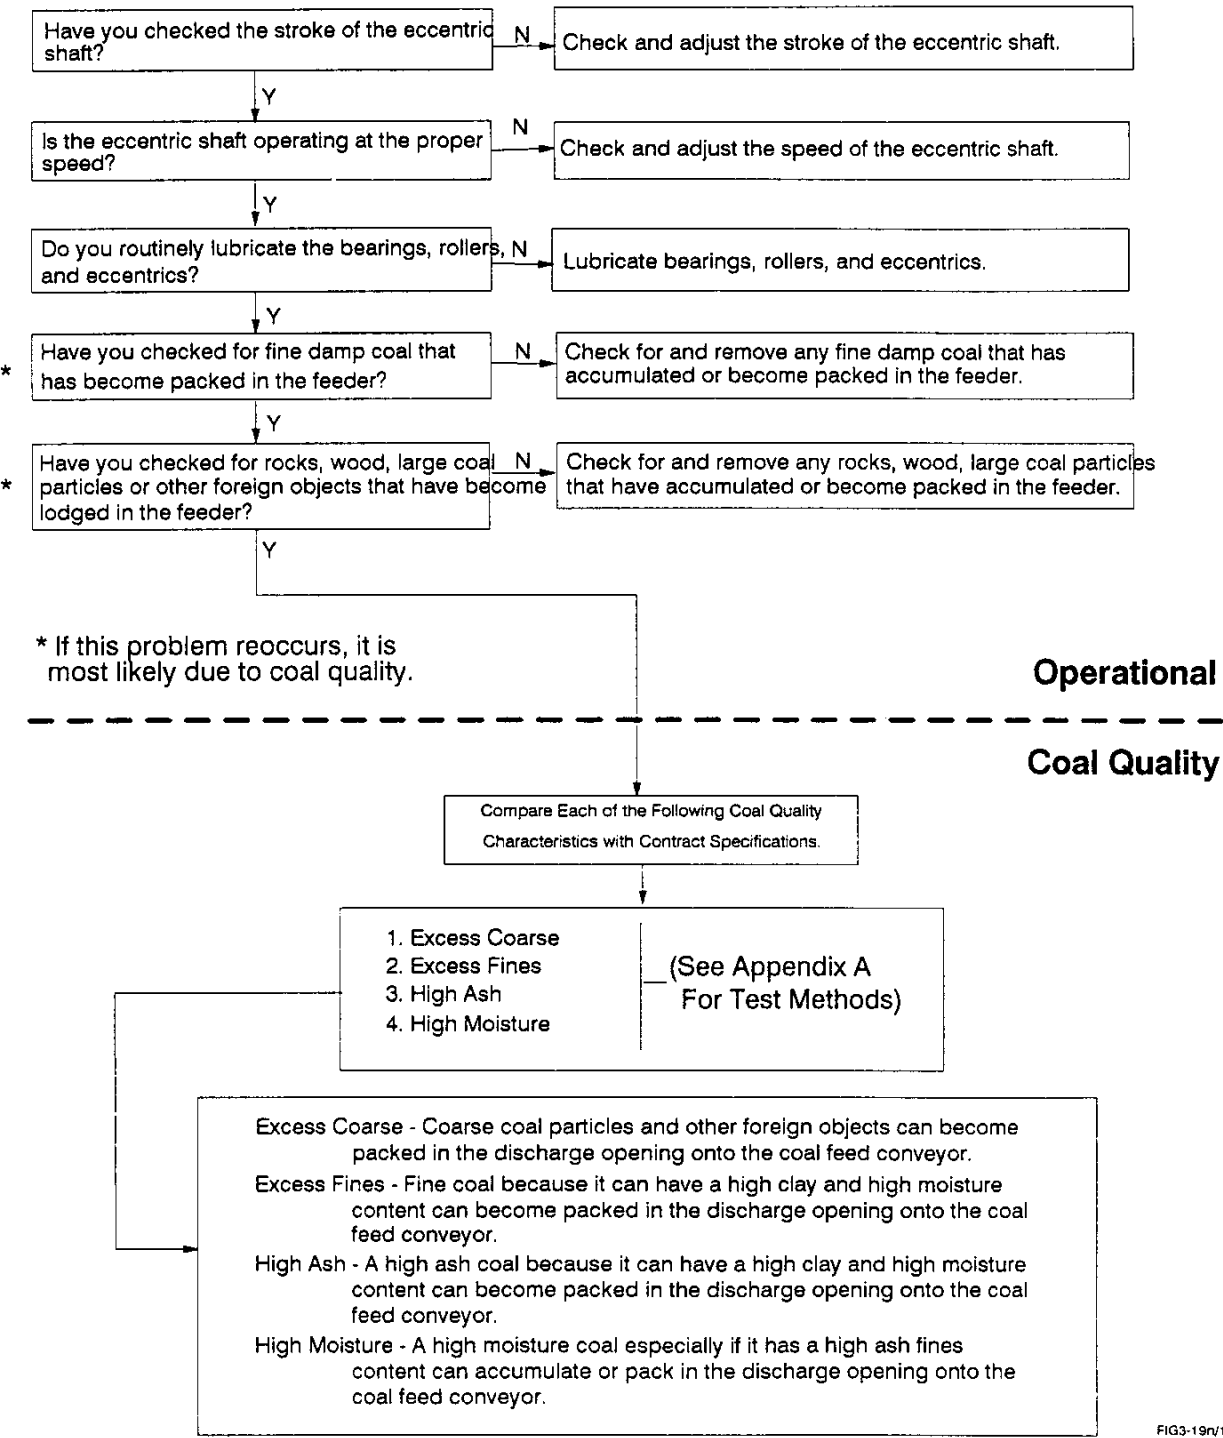 Have you checked the stroke of the eccentric
shaft?
N
Check and adjust the stroke of the eccentric shaft.
Y
Is the eccentric shaft operating at the proper
speed?
N
Check and adjust the speed of the eccentric shaft.
Y
Do you routinely lubricate the bearings, rollers,
and eccentrics?
N
Lubricate bearings, rollers, and eccentrics.
Y
*
Have you checked for fine damp coal that
has become packed in the feeder?
N
Check for and remove any fine damp coal that has
accumulated or become packed in the feeder.
Y
*
Have you checked for rocks, wood, large coal
particles or other foreign objects that have become
lodged in the feeder?
N
Check for and remove any rocks, wood, large coal particles
that have accumulated or become packed in the feeder.
Y
* If this problem reoccurs, it is
most likely due to coal quality.
Operational
Coal Quality
Compare Each of the Following Coal Quality
Characteristics with Contract Specifications.
1. Excess Coarse
2. Excess Fines
3. High Ash
4. High Moisture
(See Appendix A
For Test Methods)
Excess Coarse - Coarse coal particles and other foreign objects can become
packed in the discharge opening onto the coal feed conveyor.
Excess Fines - Fine coal because it can have a high clay and high moisture
content can become packed in the discharge opening onto the coal
feed conveyor.
High Ash - A high ash coal because it can have a high clay and high moisture
content can become packed in the discharge opening onto the coal
feed conveyor.
High Moisture - A high moisture coal especially if it has a high ash fines
content can accumulate or pack in the discharge opening onto the
coal feed conveyor.
FIG3-19n/1